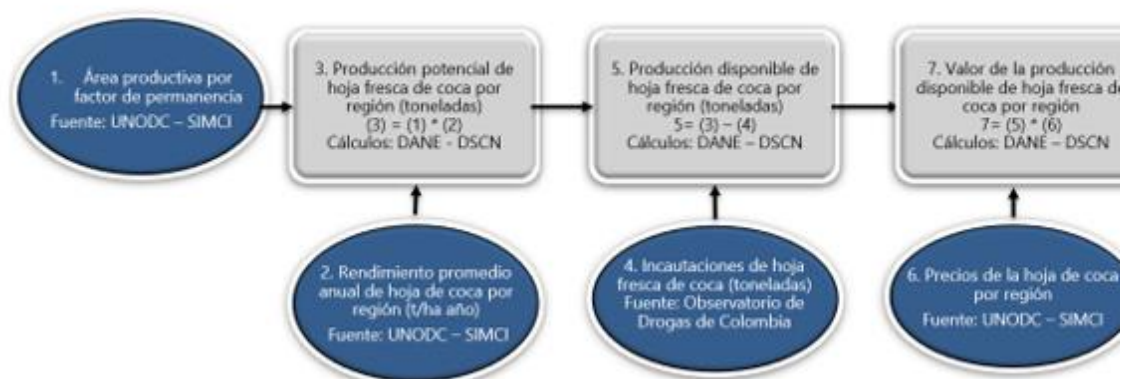 1. Área productiva por
factor de permanencia
Fuente: UNODC – SIMCI
3. Producción potencial de
hoja fresca de coca por
región (toneladas)
(3) = (1) * (2)
Cálculos: DANE - DSCN
5. Producción disponible de
hoja fresca de coca por
región (toneladas)
5= (3) – (4)
Cálculos: DANE – DSCN
7. Valor de la producción
disponible de hoja fresca de
coca por región
7= (5) * (6)
Cálculos: DANE – DSCN
2. Rendimiento promedio
anual de hoja de coca por
región (t/ha año)
Fuente: UNODC – SIMCI
4. Incautaciones de hoja
fresca de coca (toneladas)
Fuente: Observatorio de
Drogas de Colombia
6. Precios de la hoja de coca
por región
Fuente: UNODC – SIMCI